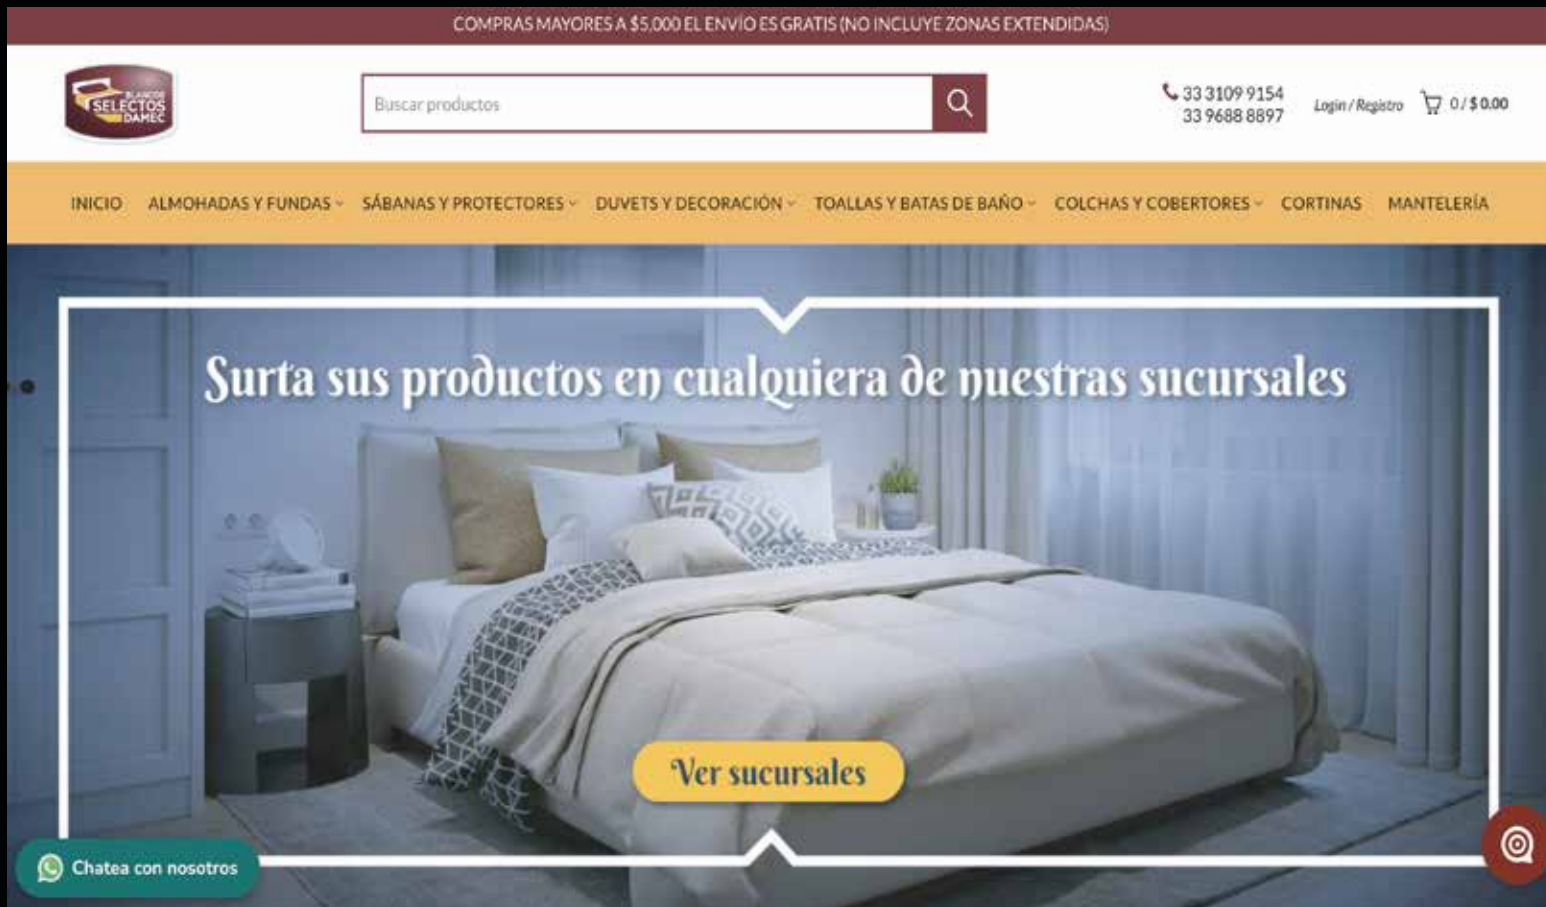 COMPRAS MAYORES A $5,000 EL ENVÍO ES GRATIS (NO INCLUYE ZONAS EXTENDIDAS)
BLANCOS
SELECTOS
DAMEC
Buscar productos
33 3109 9154
33 9688 8897
Login / Registro
0 / $0.00
INICIO ALMOHADAS Y FUNDAS SÁBANAS Y PROTECTORES DUVETS Y DECORACIÓN TOALLAS Y BATAS DE BAÑO COLCHAS Y COBERTORES CORTINAS MANTELERÍA
Surta sus productos en cualquiera de nuestras sucursales
Ver sucursales
Chatea con nosotros